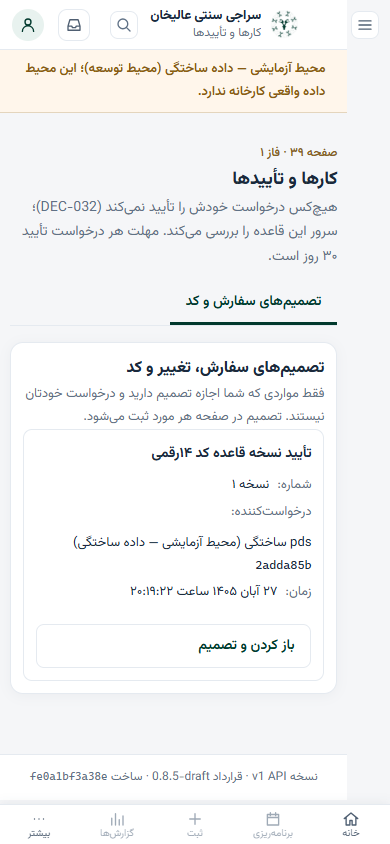 سراجی سنتی عالیخان
کارها و تأییدها
محیط آزمایشی — داده ساختگی (محیط توسعه)؛ این محیط
داده واقعی کارخانه ندارد.
صفحه ۳۹ · فاز ۱
کارها و تأییدها
هیچ‌کس درخواست خودش را تأیید نمی‌کند (DEC-032)؛
سرور این قاعده را بررسی می‌کند. مهلت هر درخواست تأیید
۳۰ روز است.
تصمیم‌های سفارش و کد
تصمیم‌های سفارش، تغییر و کد
فقط مواردی که شما اجازه تصمیم دارید و درخواست خودتان
نیستند. تصمیم در صفحه هر مورد ثبت می‌شود.
تأیید نسخه قاعده کد ۱۴رقمی
شماره: نسخه ۱
درخواست‌کننده:
pds ساختگی (محیط آزمایشی — داده ساختگی)
2adda85b
زمان: ۲۷ آبان ۱۴۰۵ ساعت ۲۰:۱۹:۲۲
باز کردن و تصمیم
نسخه v1 API · قرارداد 0.8.5-draft · ساخت fe0a1bf3a38e
خانه
برنامه‌ریزی
ثبت
گزارش‌ها
بیشتر